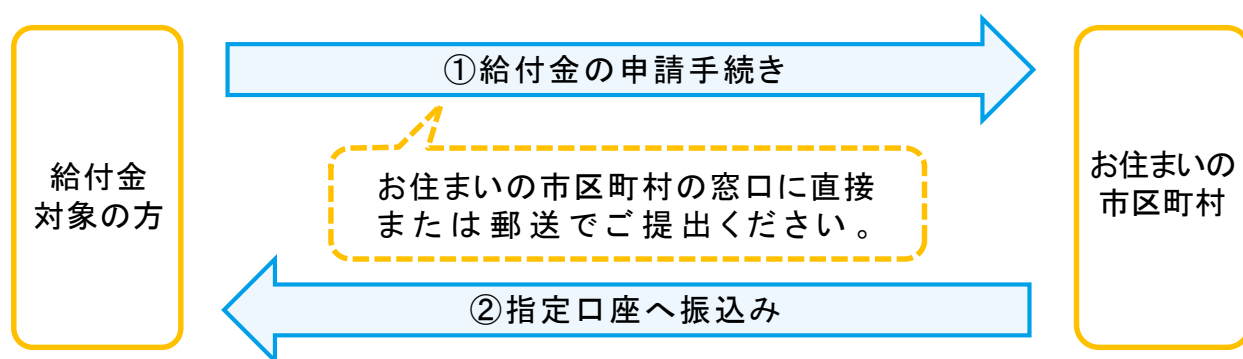 ①給付金の申請手続き
給付金
対象の方
お住まいの市区町村の窓口に直接
または郵送でご提出ください。
お住まいの
市区町村
②指定口座へ振込み